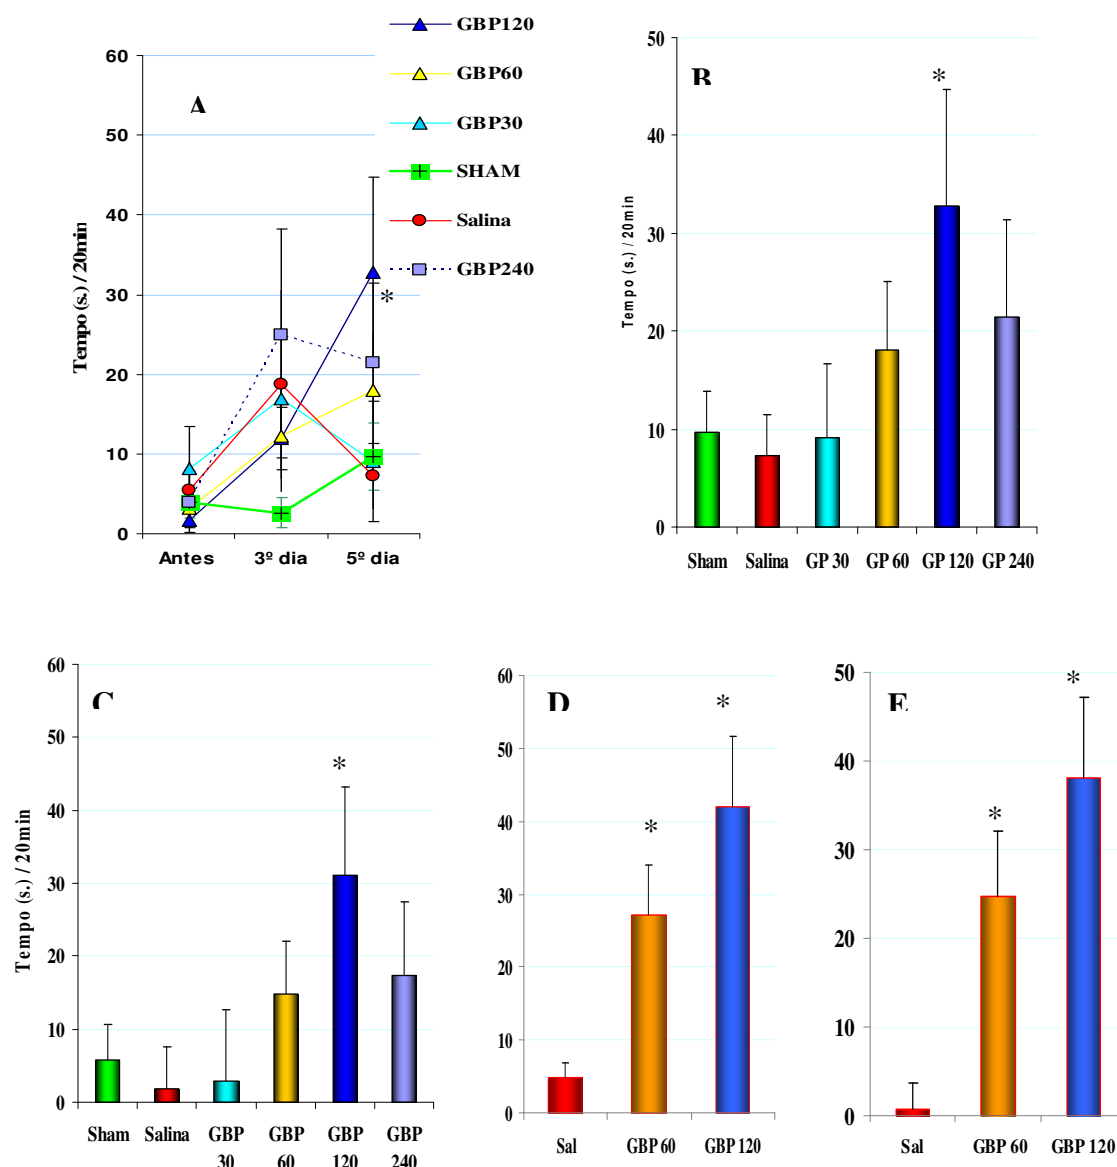 GBP120
GBP60
GBP30
SHAM
Salina
GBP240
A
60
50
40
30
20
10
0
Tempo (s.) / 20min
*
Antes 3º dia 5º dia
B
50
40
30
20
10
0
Tempo (s.) / 20min
*
Sham Salina GP 30 GP 60 GP 120 GP 240
C
60
50
40
30
20
10
0
Tempo (s.) / 20min
*
Sham Salina GBP GBP GBP GBP
30 60 120 240
D
60
50
40
30
20
10
0
*
*
Sal GBP 60 GBP 120
E
50
40
30
20
10
0
*
*
Sal GBP 60 GBP 120